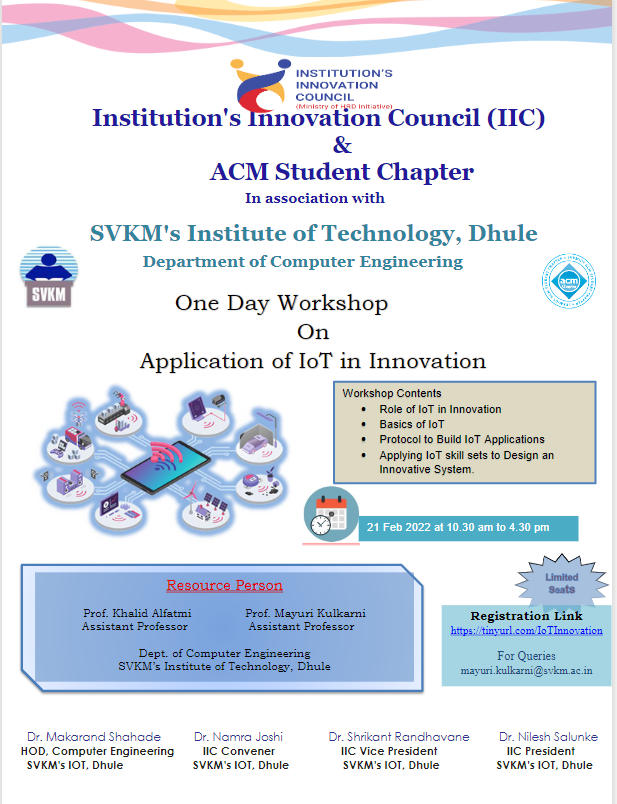 INSTITUTION'S
INNOVATION
COUNCIL
(Ministry of HRD Initiative)
Institution's Innovation Council (IIC)
&
ACM Student Chapter
In association with
SVKM's Institute of Technology, Dhule
Department of Computer Engineering
SVKM
acm
Chapter
One Day Workshop
On
Application of IoT in Innovation
Workshop Contents
• Role of IoT in Innovation
• Basics of IoT
• Protocol to Build IoT Applications
• Applying IoT skill sets to Design an
Innovative System.
21 Feb 2022 at 10.30 am to 4.30 pm
Resource Person
Prof. Khalid Alfatmi Prof. Mayuri Kulkarni
Assistant Professor Assistant Professor
Dept. of Computer Engineering
SVKM's Institute of Technology, Dhule
Limited
Seats
Registration Link
https://tinyurl.com/IoTInnovation
For Queries
mayuri.kulkarni@svkm.ac.in
Dr. Makarand Shahade Dr. Namra Joshi Dr. Shrikant Randhavane Dr. Nilesh Salunke
HOD, Computer Engineering IIC Convener IIC Vice President IIC President
SVKM's IOT, Dhule SVKM's IOT, Dhule SVKM's IOT, Dhule SVKM's IOT, Dhule